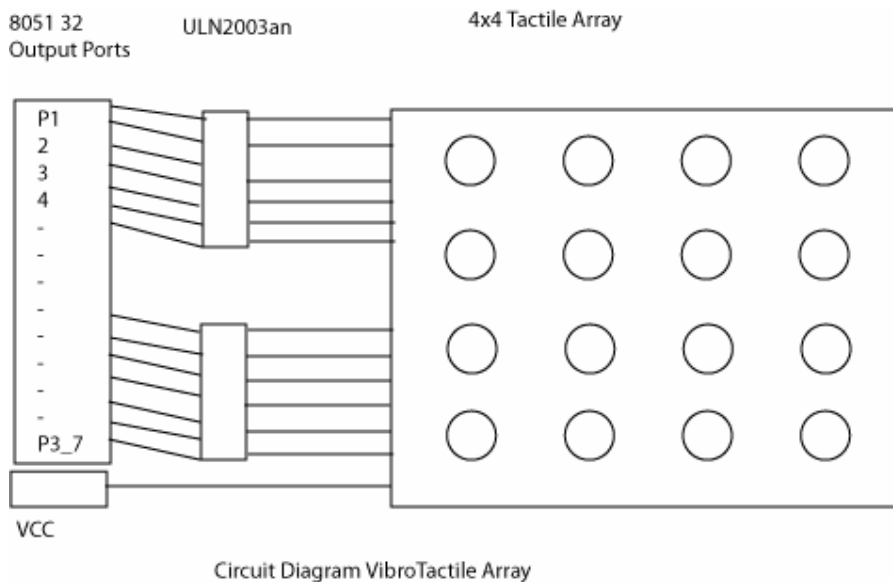 8051 32
Output Ports
ULN2003an
4x4 Tactile Array
P1
2
3
4
-
-
-
-
-
-
-
-
P3_7
VCC
Circuit Diagram VibroTactile Array